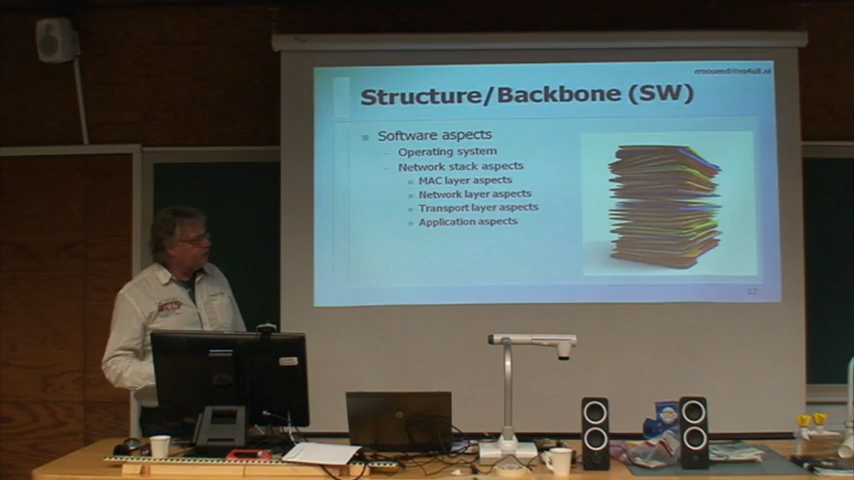 Structure/Backbone (SW)
Software aspects
Operating system
Network stack aspects
MAC layer aspects
Network layer aspects
Transport layer aspects
Application aspects
17